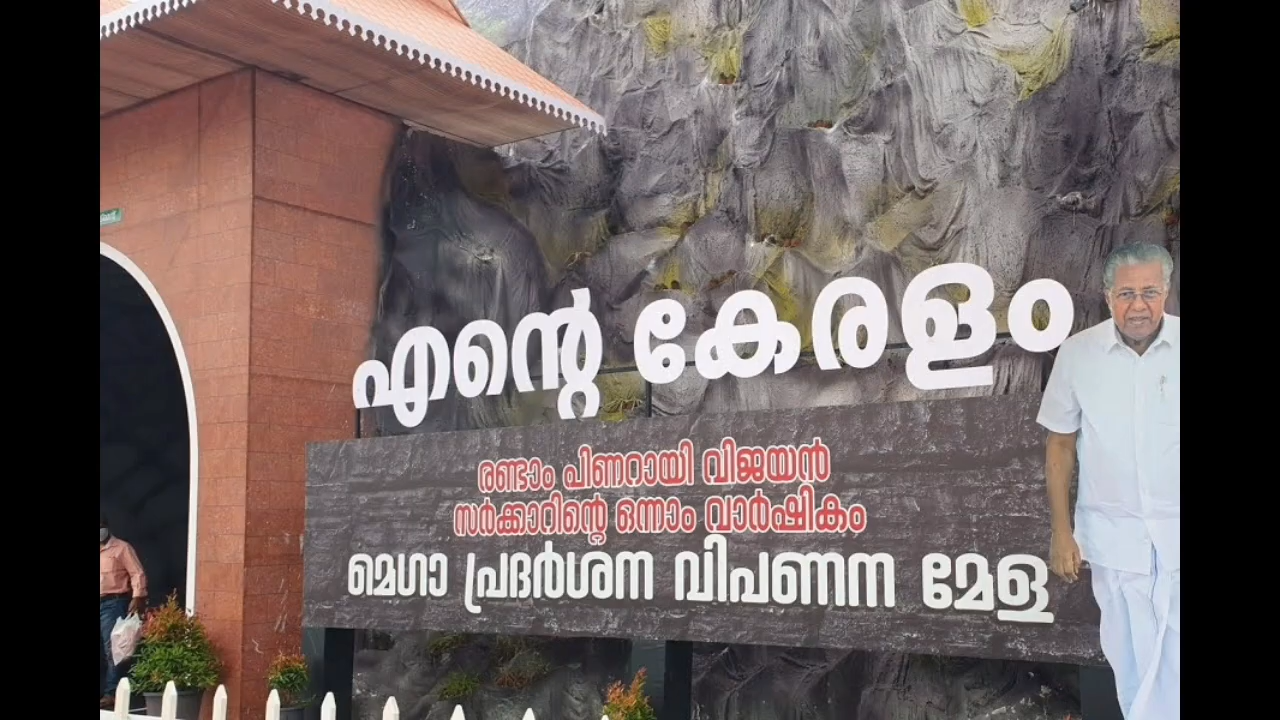 എന്റെ കേരളം
രണ്ടാം പിണറായി വിജയൻ
സർക്കാറിന്റെ ഒന്നാം വാർഷികം
മെഗാ പ്രദർശന വിപണന മേള